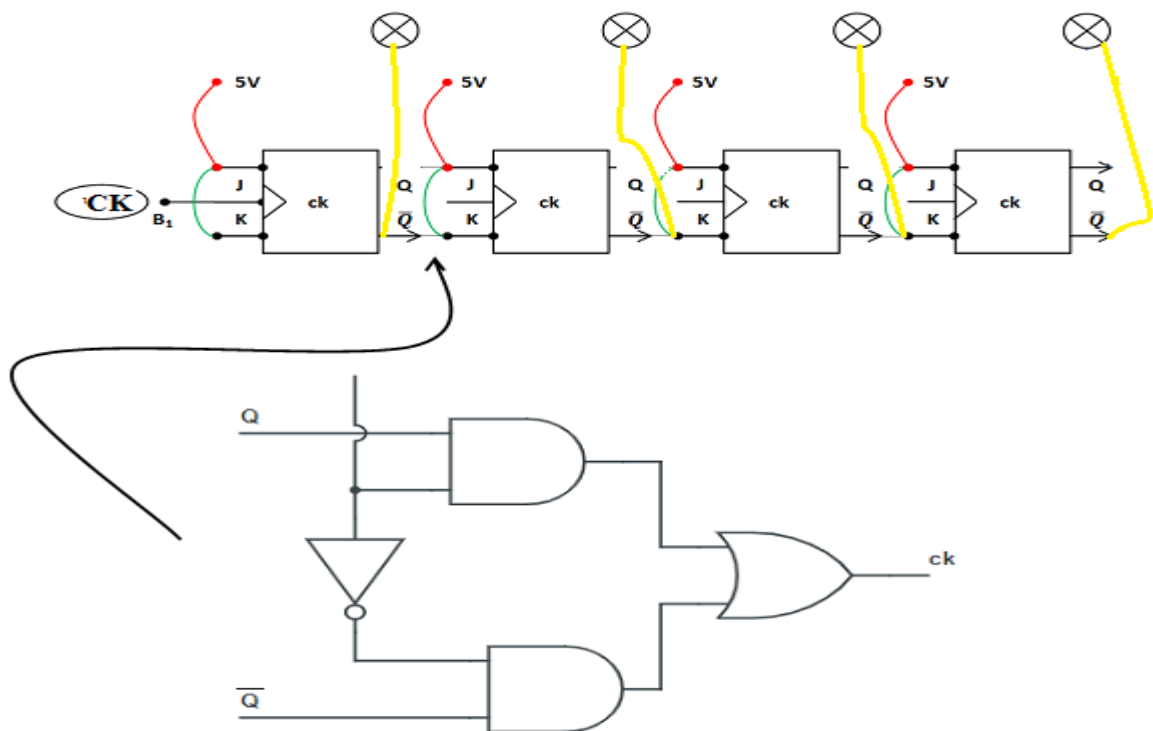 5V 5V 5V 5V
J Q J Q J Q J Q
CK B₁ ck ck ck ck
K Q̅ K Q̅ K Q̅ K Q̅
Q
ck
Q̅